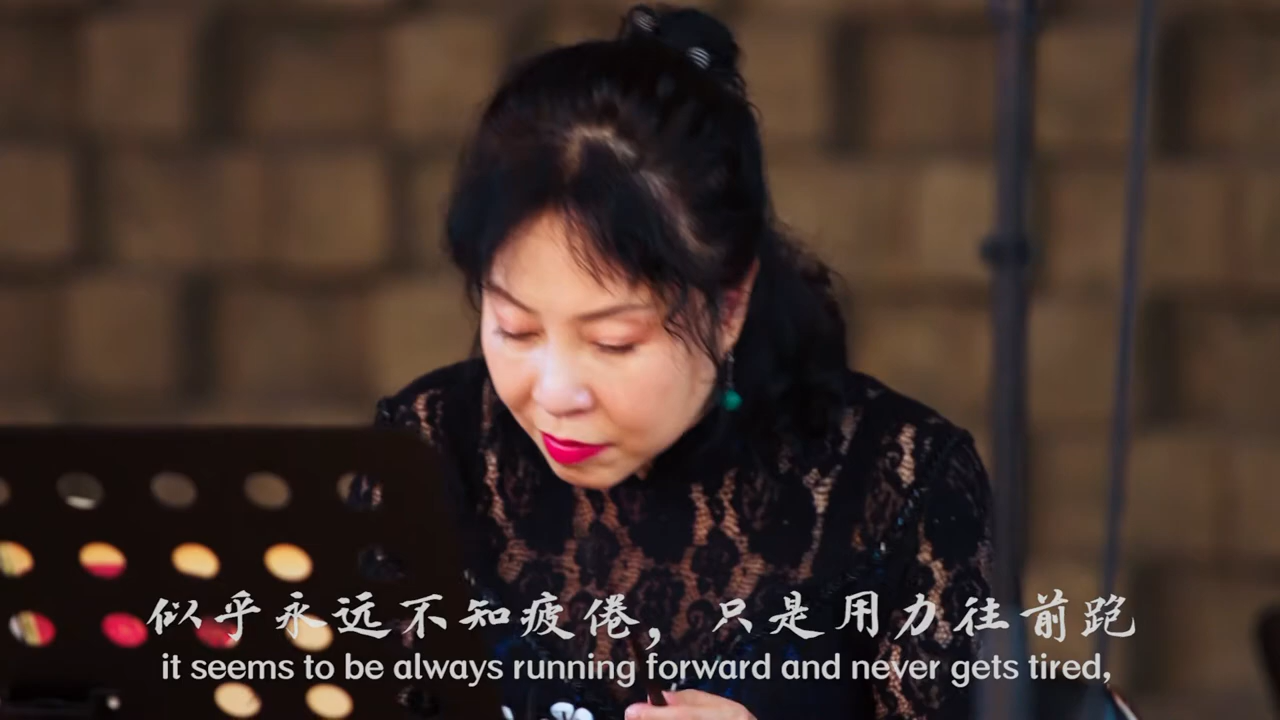 似乎永远不知疲倦，只是用力往前跑
it seems to be always running forward and never gets tired,